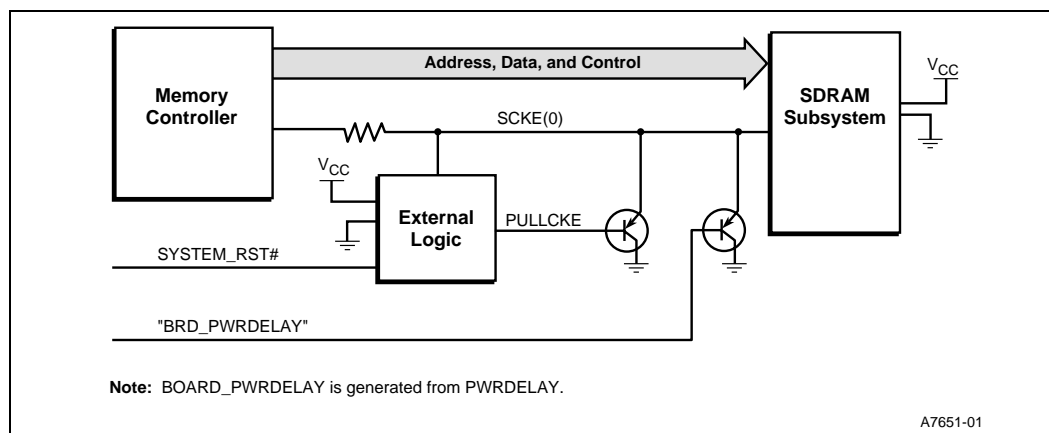 Address, Data, and Control
Memory
Controller
SDRAM
Subsystem
VCC
SCKE(0)
VCC
External
Logic
PULLCKE
SYSTEM_RST#
"BRD_PWRDELAY"
Note: BOARD_PWRDELAY is generated from PWRDELAY.
A7651-01